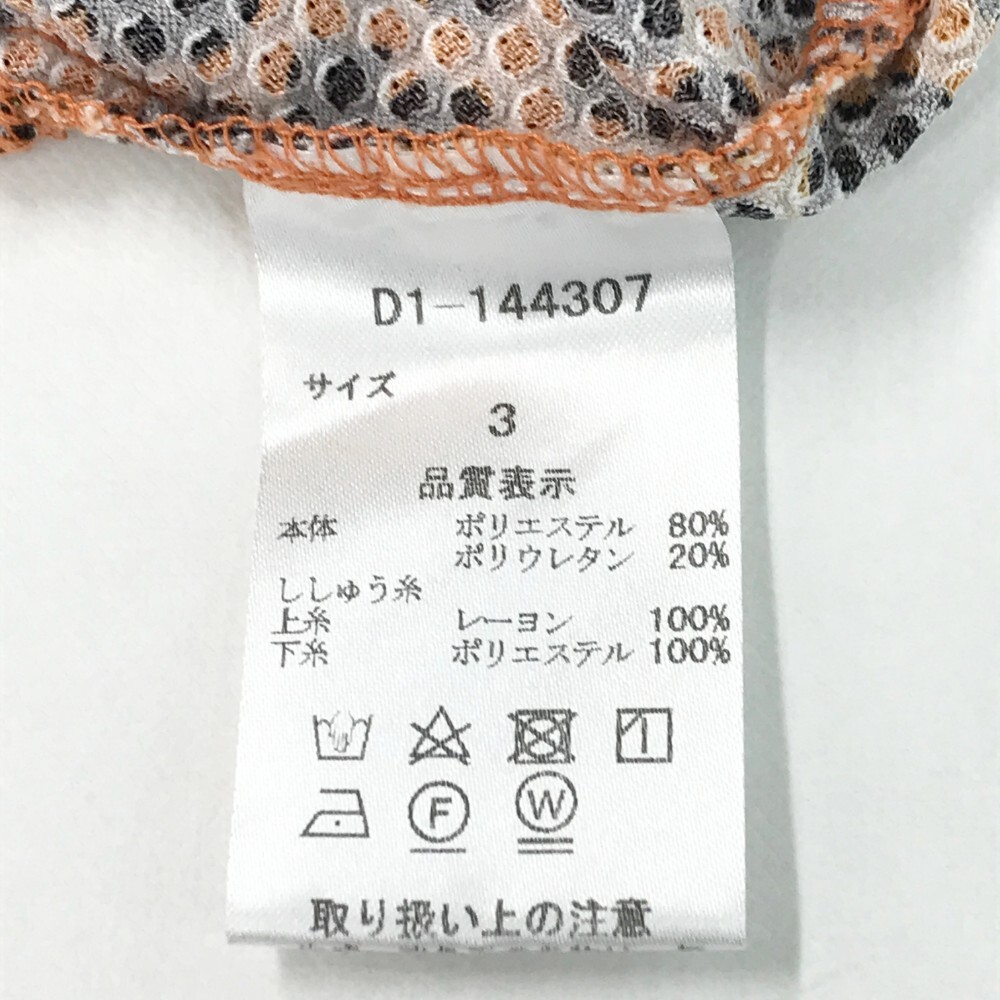 D1-144307
サイズ
3
品質表示
本体 ポリエステル 80%
ポリウレタン 20%
ししゅう糸
上糸 レーヨン 100%
下糸 ポリエステル 100%
F W
取り扱い上の注意